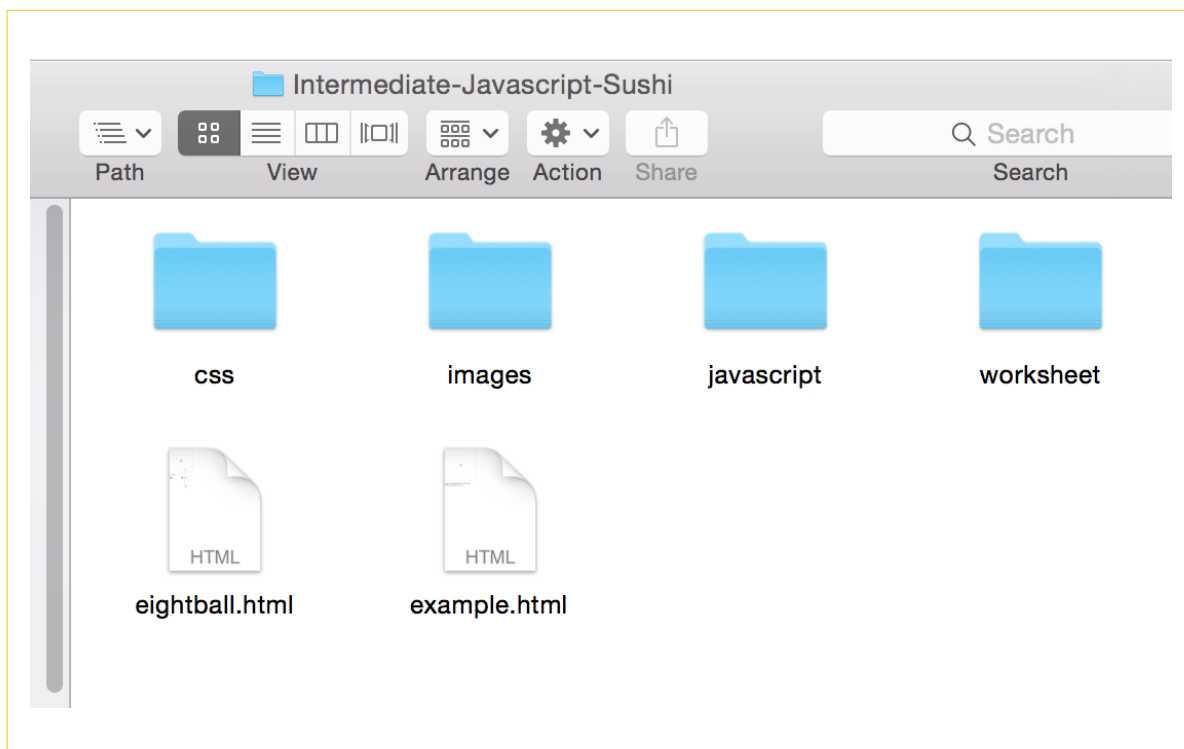 Intermediate-Javascript-Sushi
Search
Path View Arrange Action Share Search
css images javascript worksheet
HTML HTML
eightball.html example.html